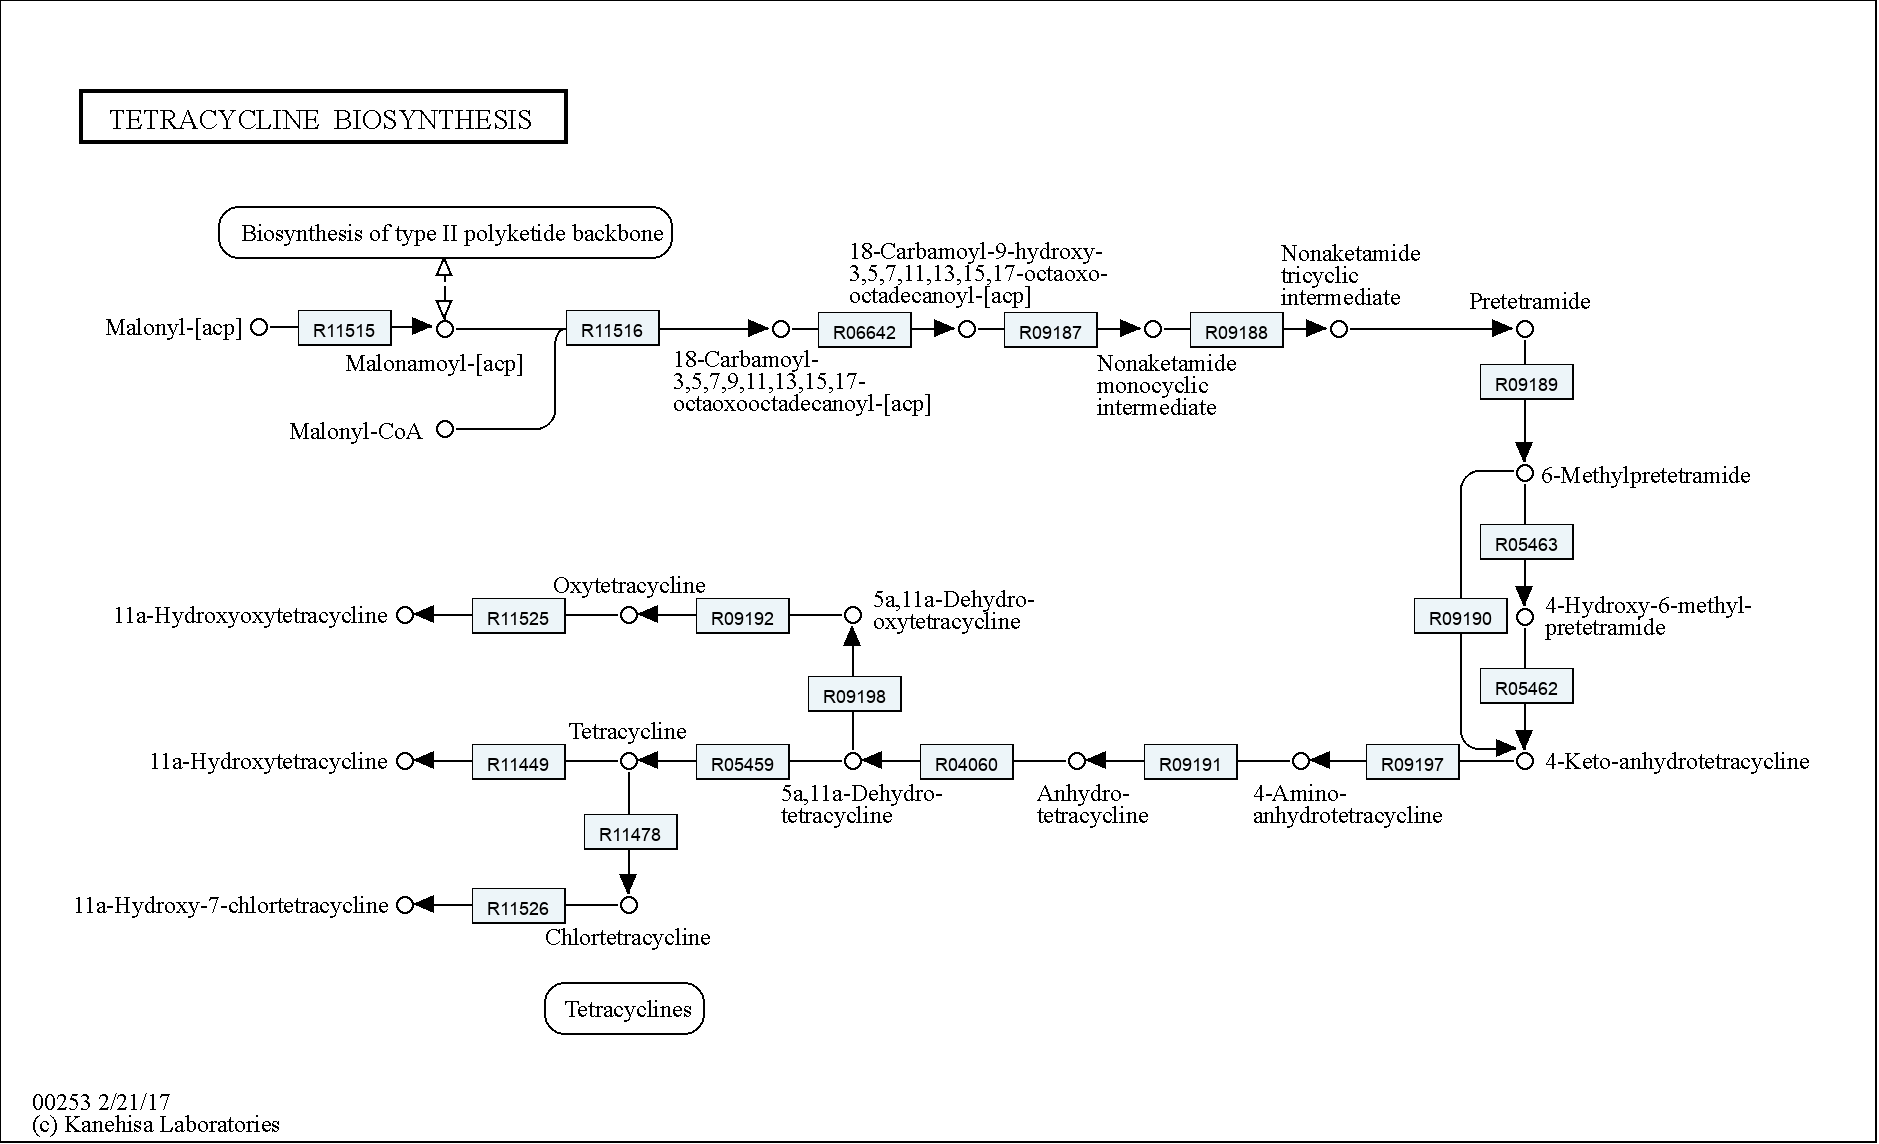 TETRACYCLINE BIOSYNTHESIS
Biosynthesis of type II polyketide backbone
Malonyl-[acp]
R11515
Malonamoyl-[acp]
Malonyl-CoA
R11516
18-Carbamoyl-
3,5,7,9,11,13,15,17-
octaoxooctadecanoyl-[acp]
R06642
18-Carbamoyl-9-hydroxy-
3,5,7,11,13,15,17-octaoxo-
octadecanoyl-[acp]
R09187
Nonaketamide
monocyclic
intermediate
R09188
Nonaketamide
tricyclic
intermediate
Pretetramide
R09189
6-Methylpretetramide
R05463
R09190
4-Hydroxy-6-methyl-
pretetramide
R05462
11a-Hydroxyoxytetracycline
R11525
Oxytetracycline
R09192
5a,11a-Dehydro-
oxytetracycline
R09198
11a-Hydroxytetracycline
R11449
Tetracycline
R05459
5a,11a-Dehydro-
tetracycline
R04060
Anhydro-
tetracycline
R09191
4-Amino-
anhydrotetracycline
R09197
4-Keto-anhydrotetracycline
R11478
11a-Hydroxy-7-chlortetracycline
R11526
Chlortetracycline
Tetracyclines
00253 2/21/17
(c) Kanehisa Laboratories